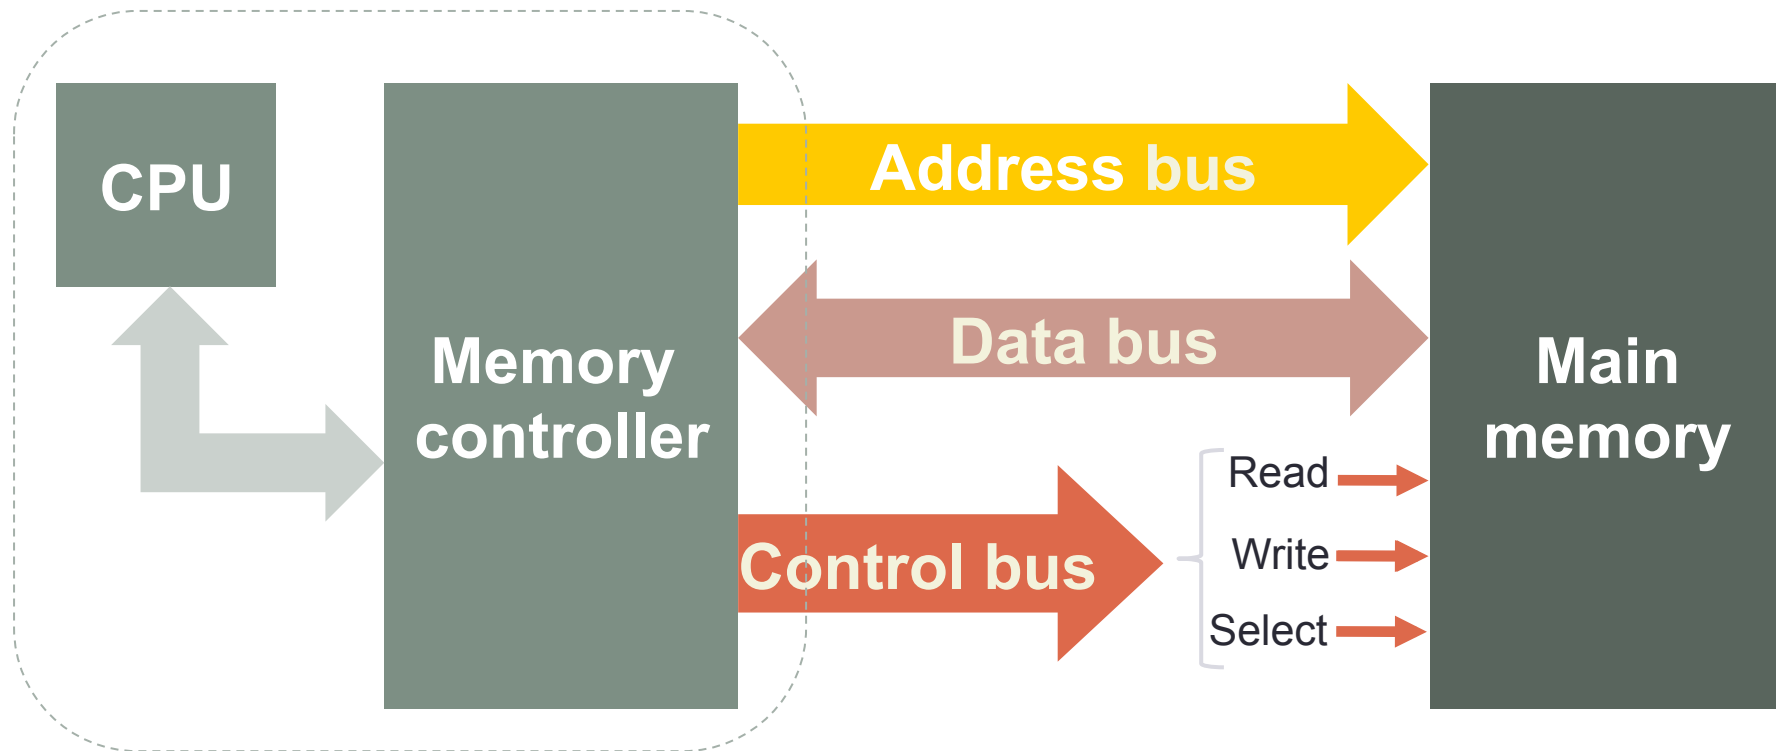 CPU
Memory
controller
Address bus
Data bus
Control bus
Read
Write
Select
Main
memory